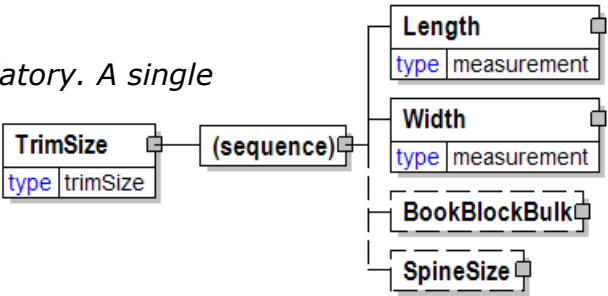 Length
type measurement
atory. A single
Width
TrimSize
(sequence)
type measurement
type trimSize
BookBlockBulk
SpineSize